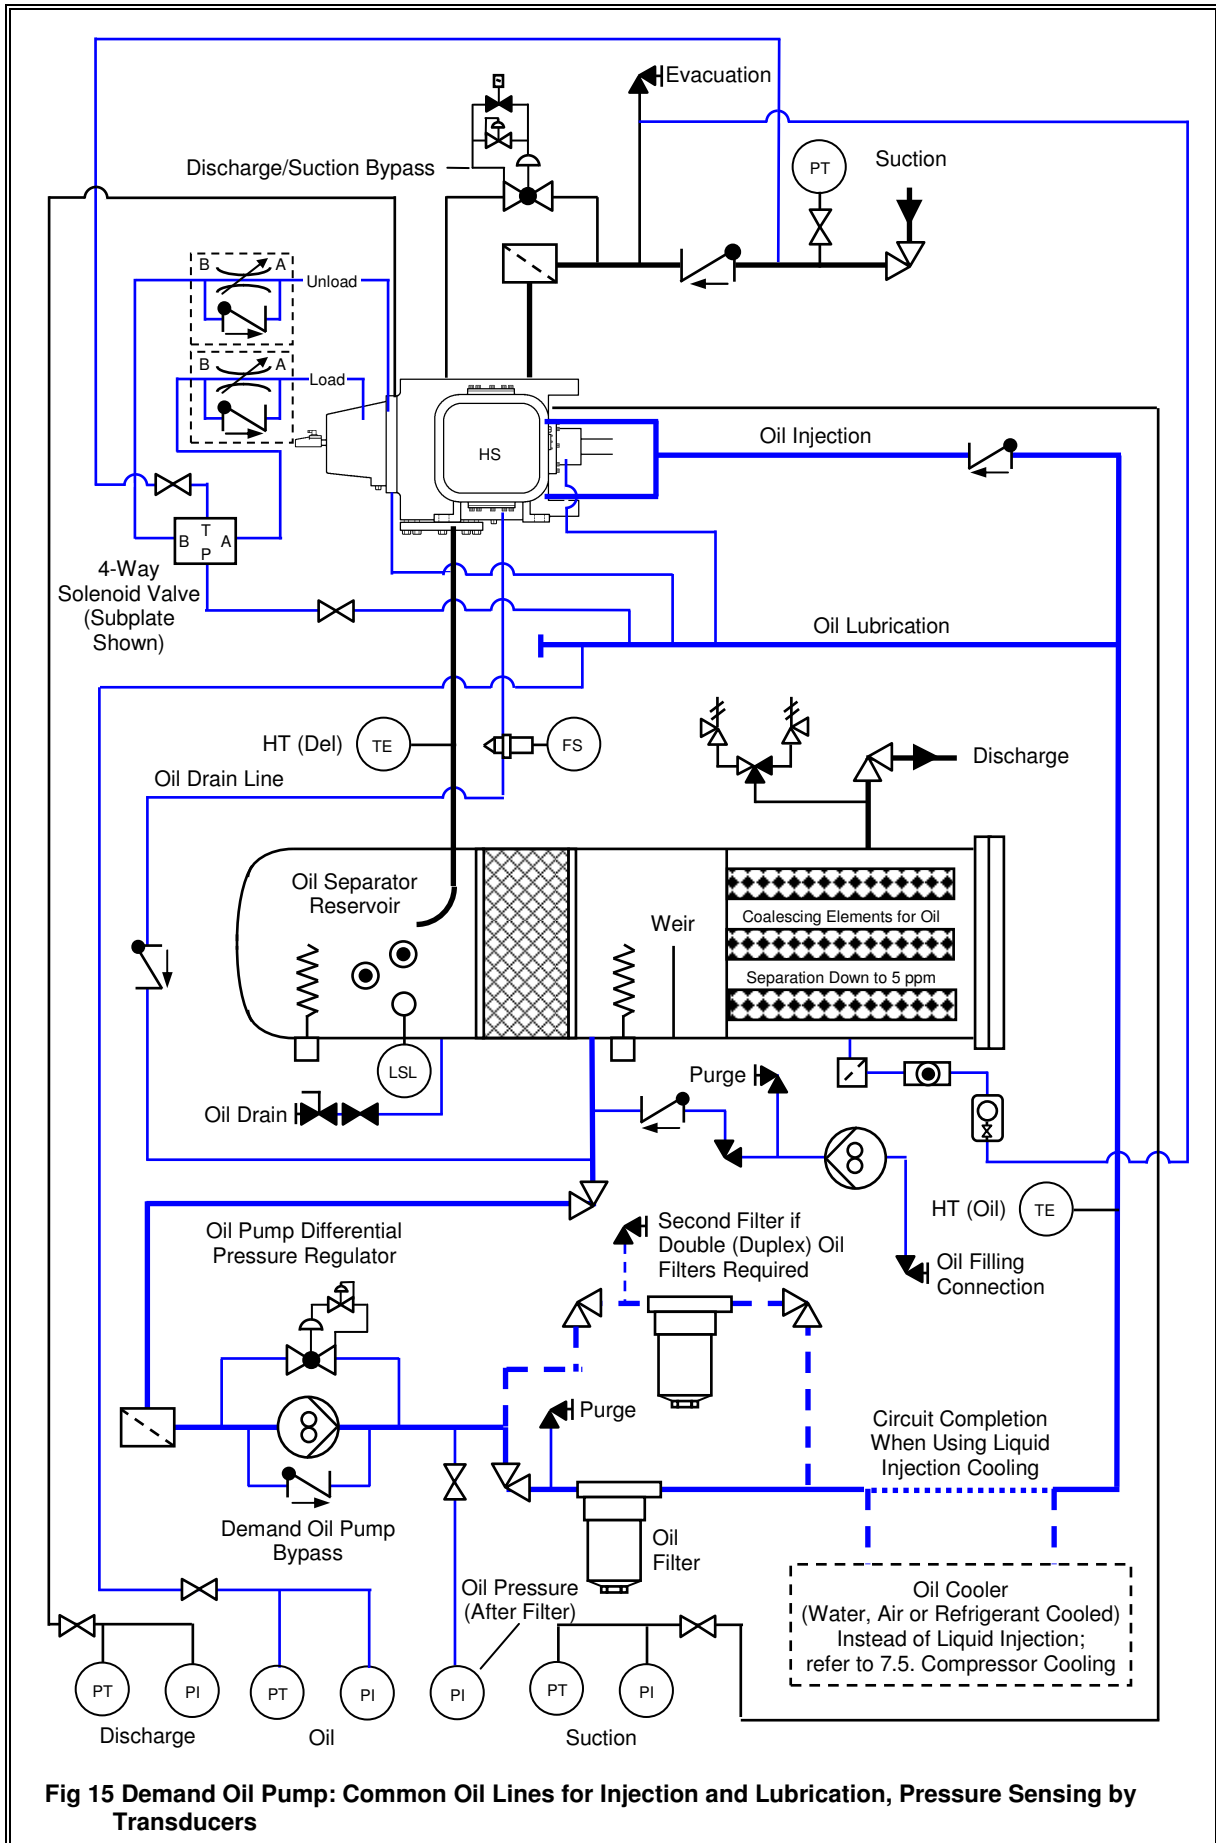 Evacuation
Discharge/Suction Bypass
PT
Suction
B
A
Unload
B
A
Load
HS
Oil Injection
T
B
A
P
4-Way
Solenoid Valve
(Subplate
Shown)
Oil Lubrication
HT (Del)
TE
FS
Discharge
Oil Drain Line
Oil Separator
Reservoir
Weir
Coalescing Elements for Oil
Separation Down to 5 ppm
LSL
Oil Drain
Purge
HT (Oil)
TE
Oil Filling
Connection
Oil Pump Differential
Pressure Regulator
Second Filter if
Double (Duplex) Oil
Filters Required
Purge
Circuit Completion
When Using Liquid
Injection Cooling
Demand Oil Pump
Bypass
Oil
Filter
Oil Pressure
(After Filter)
Oil Cooler
(Water, Air or Refrigerant Cooled)
Instead of Liquid Injection;
refer to 7.5. Compressor Cooling
PT
PI
PT
PI
PI
PT
PI
Discharge
Oil
Suction
Fig 15 Demand Oil Pump: Common Oil Lines for Injection and Lubrication, Pressure Sensing by
Transducers